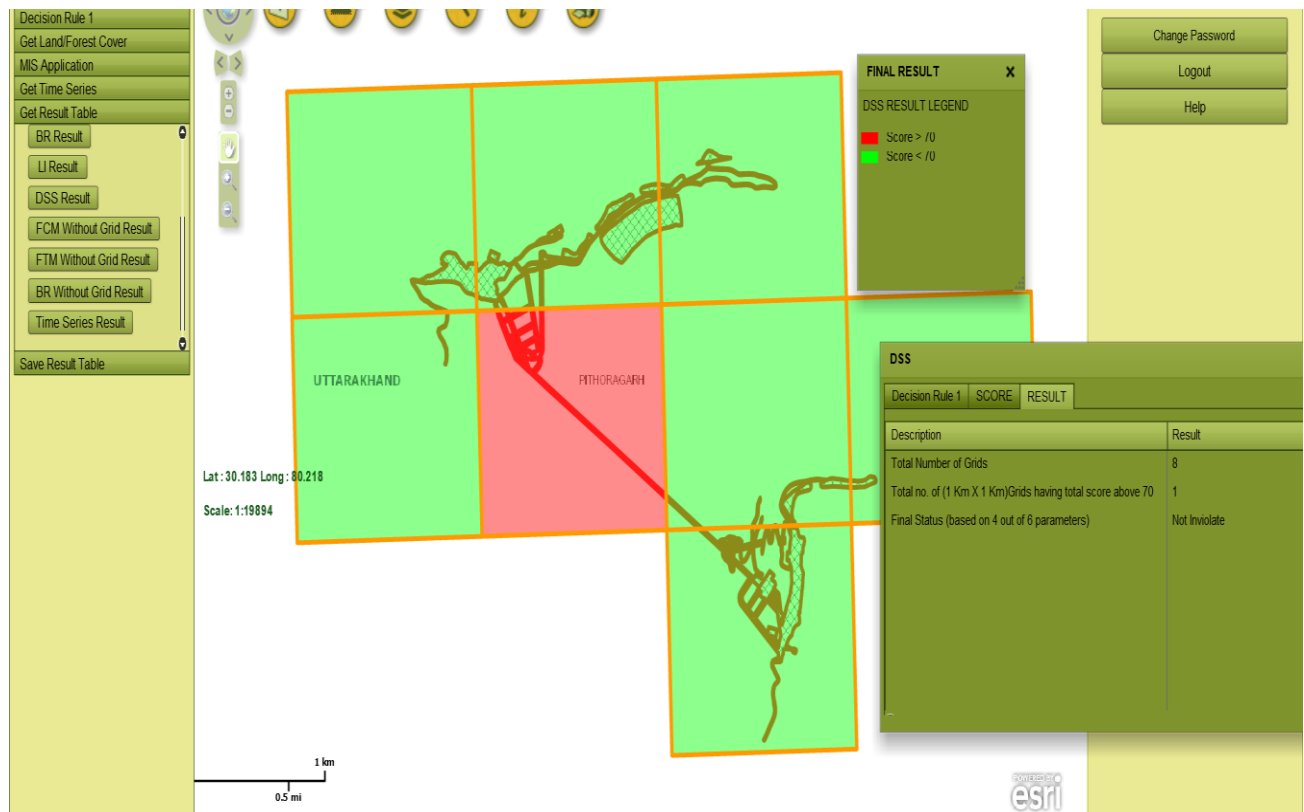 Decision Rule 1
Get Land/Forest Cover
MIS Application
Get Time Series
Get Result Table
BR Result
LI Result
DSS Result
FCM Without Grid Result
FTM Without Grid Result
BR Without Grid Result
Time Series Result
Save Result Table
UTTARAKHAND
PITHORAGARH
Lat : 30.183 Long : 80.218
Scale: 1:19894
1 km
0.5 mi
FINAL RESULT X
DSS RESULT LEGEND
Score > 70
Score < 70
Change Password
Logout
Help
DSS
Decision Rule 1 SCORE RESULT
Description Result
Total Number of Grids 8
Total no. of (1 Km X 1 Km)Grids having total score above 70 1
Final Status (based on 4 out of 6 parameters) Not Inviolate
POWERED BY
esri